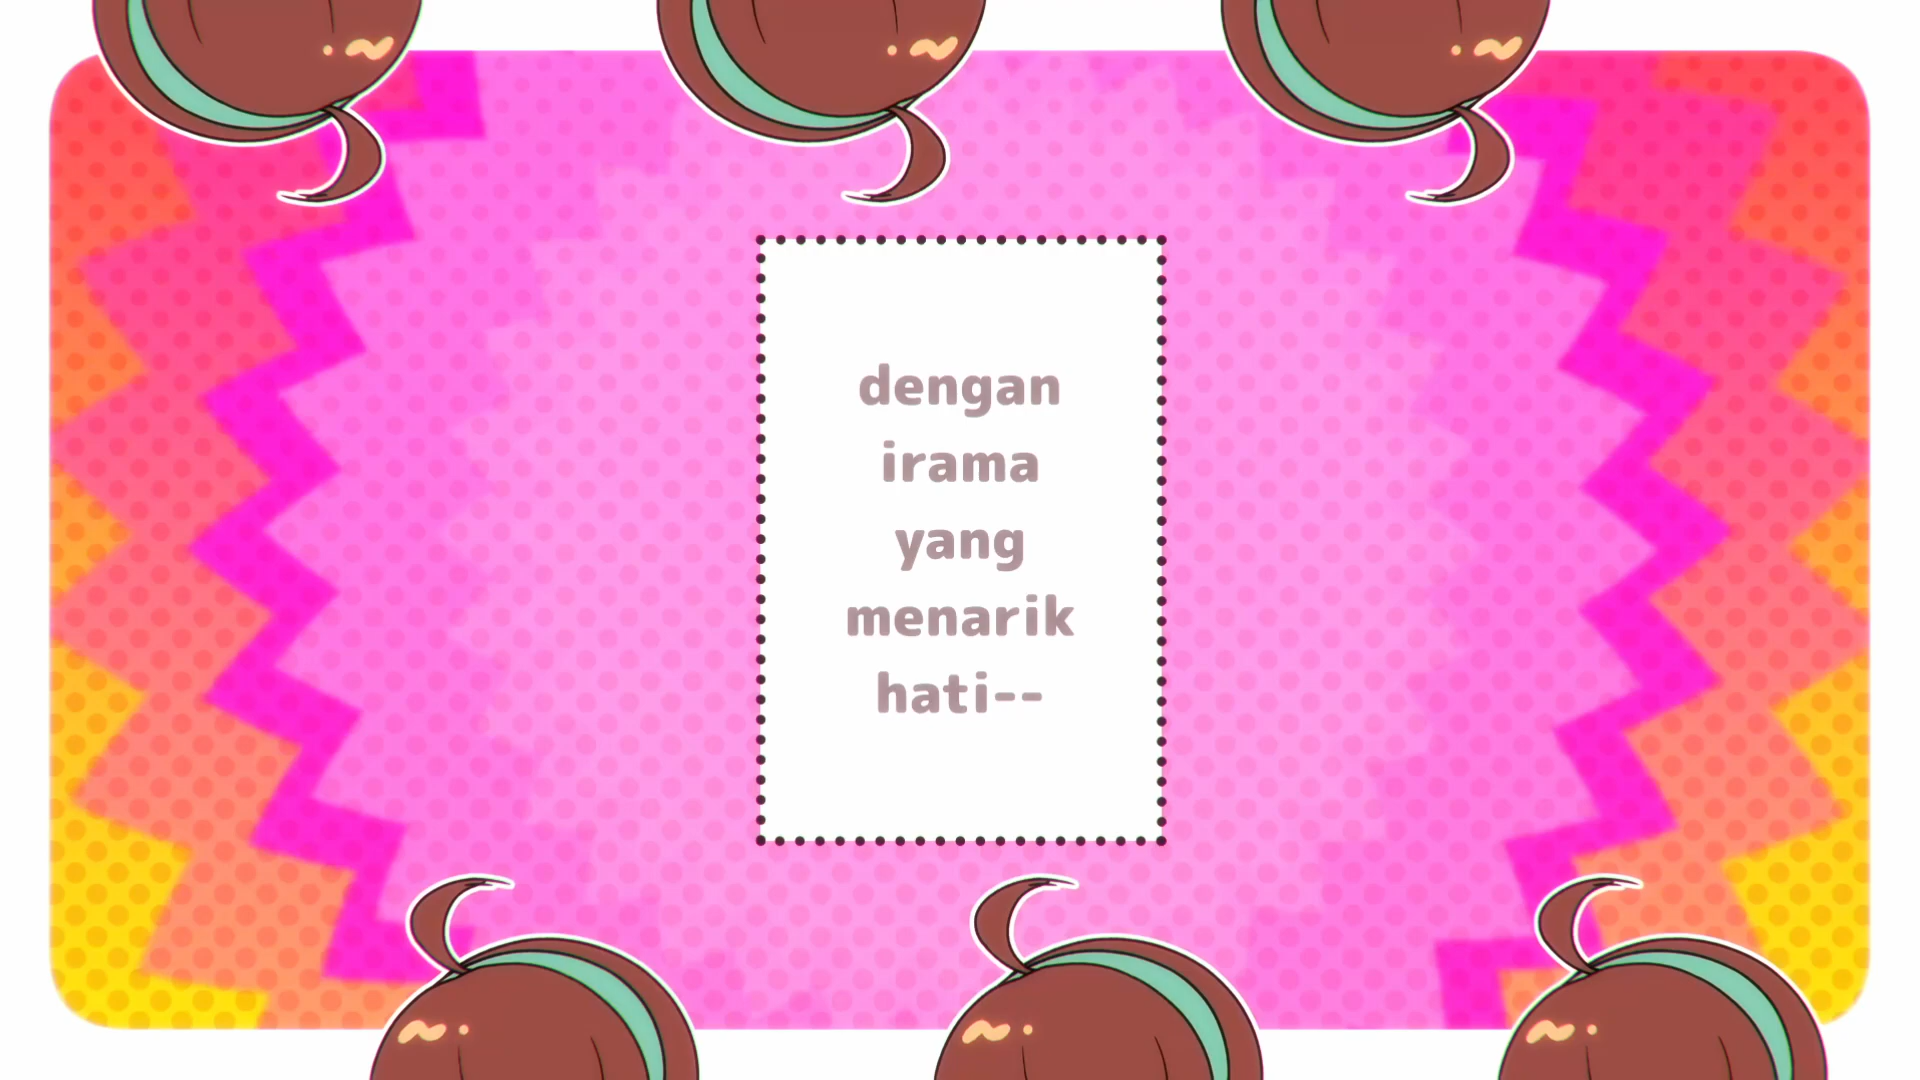 dengan
irama
yang
menarik
hati--